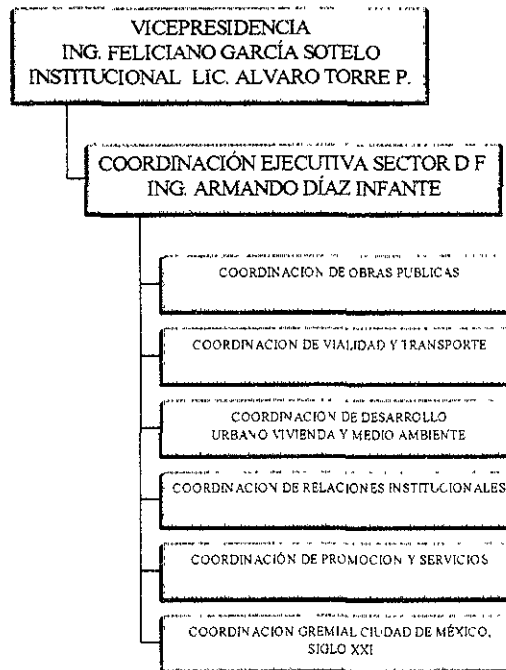 VICEPRESIDENCIA
ING. FELICIANO GARCÍA SOTELO
INSTITUCIONAL LIC. ALVARO TORRE P.
COORDINACIÓN EJECUTIVA SECTOR D F
ING. ARMANDO DÍAZ INFANTE
COORDINACION DE OBRAS PUBLICAS
COORDINACION DE VIALIDAD Y TRANSPORTE
COORDINACION DE DESARROLLO
URBANO VIVIENDA Y MEDIO AMBIENTE
COORDINACION DE RELACIONES INSTITUCIONALES
COORDINACIÓN DE PROMOCION Y SERVICIOS
COORDINACION GREMIAL CIUDAD DE MÉXICO,
SIGLO XXI